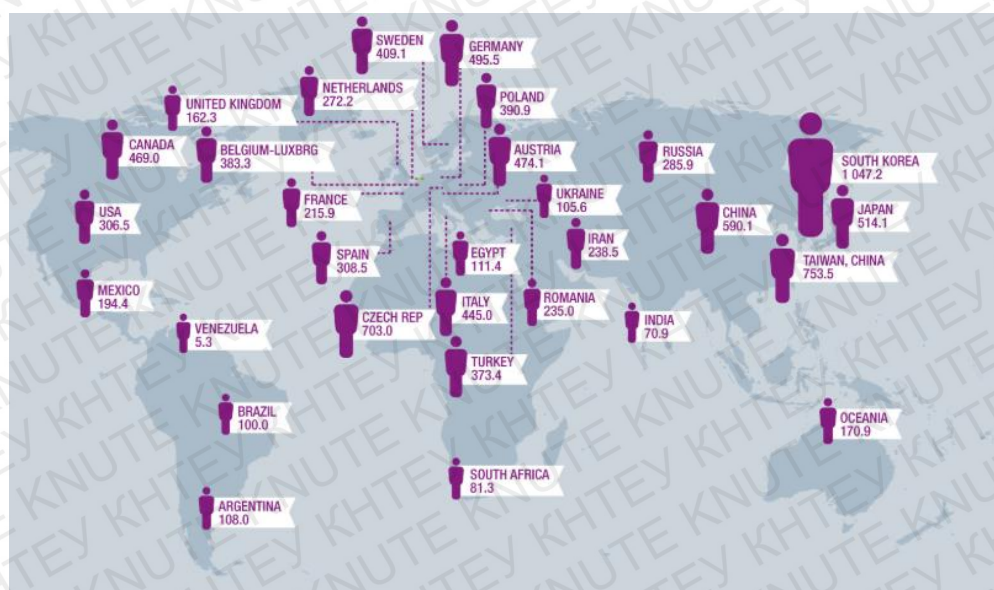 SWEDEN
409.1
GERMANY
495.5
NETHERLANDS
272.2
POLAND
390.9
UNITED KINGDOM
162.3
CANADA
469.0
BELGIUM-LUXBRG
383.3
AUSTRIA
474.1
RUSSIA
285.9
SOUTH KOREA
1 047.2
FRANCE
215.9
UKRAINE
105.6
USA
306.5
CHINA
590.1
JAPAN
514.1
SPAIN
308.5
EGYPT
111.4
IRAN
238.5
TAIWAN, CHINA
753.5
MEXICO
194.4
CZECH REP
703.0
ITALY
445.0
ROMANIA
235.0
VENEZUELA
5.3
INDIA
70.9
TURKEY
373.4
BRAZIL
100.0
OCEANIA
170.9
SOUTH AFRICA
81.3
ARGENTINA
108.0
KNUTE KHTEY KNUTE KHTEY KNUTE